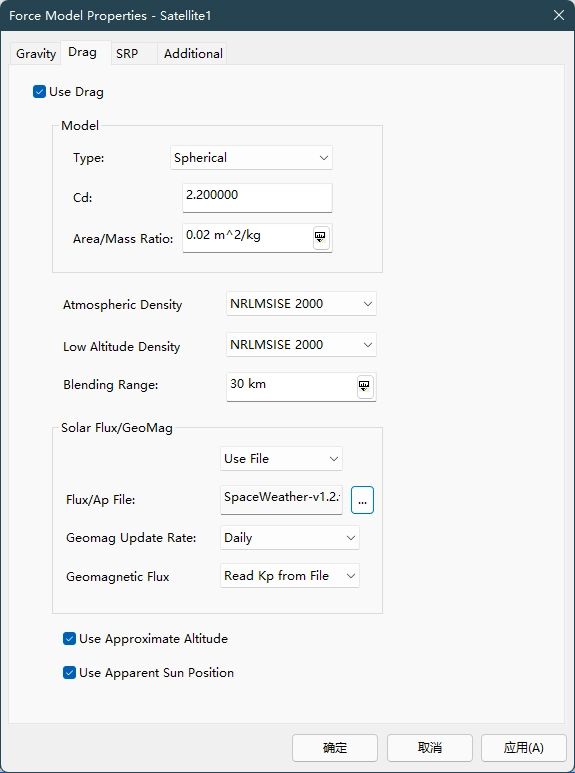 Force Model Properties - Satellite1
Gravity Drag SRP Additional
Use Drag
Model
Type: Spherical
Cd: 2.200000
Area/Mass Ratio: 0.02 m^2/kg
Atmospheric Density NRLMSISE 2000
Low Altitude Density NRLMSISE 2000
Blending Range: 30 km
Solar Flux/GeoMag
Use File
Flux/Ap File: SpaceWeather-v1.2. ...
Geomag Update Rate: Daily
Geomagnetic Flux Read Kp from File
Use Approximate Altitude
Use Apparent Sun Position
确定 取消 应用(A)